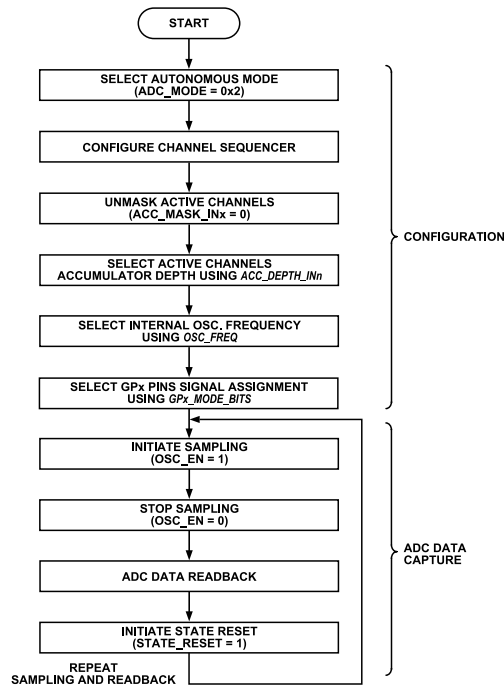 START
SELECT AUTONOMOUS MODE
(ADC_MODE = 0x2)
CONFIGURE CHANNEL SEQUENCER
UNMASK ACTIVE CHANNELS
(ACC_MASK_INx = 0)
SELECT ACTIVE CHANNELS
ACCUMULATOR DEPTH USING ACC_DEPTH_INn
SELECT INTERNAL OSC. FREQUENCY
USING OSC_FREQ
SELECT GPx PINS SIGNAL ASSIGNMENT
USING GPx_MODE_BITS
CONFIGURATION
INITIATE SAMPLING
(OSC_EN = 1)
STOP SAMPLING
(OSC_EN = 0)
ADC DATA READBACK
INITIATE STATE RESET
(STATE_RESET = 1)
ADC DATA
CAPTURE
REPEAT
SAMPLING AND READBACK